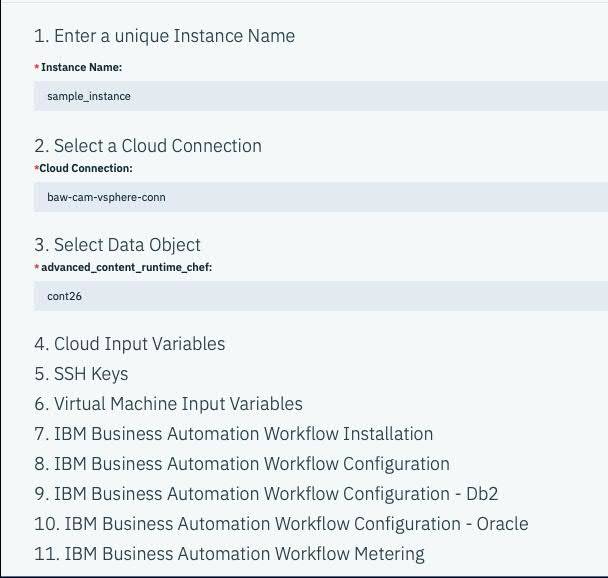 1. Enter a unique Instance Name
* Instance Name:
sample_instance
2. Select a Cloud Connection
*Cloud Connection:
baw-cam-vsphere-conn
3. Select Data Object
* advanced_content_runtime_chef:
cont26
4. Cloud Input Variables
5. SSH Keys
6. Virtual Machine Input Variables
7. IBM Business Automation Workflow Installation
8. IBM Business Automation Workflow Configuration
9. IBM Business Automation Workflow Configuration - Db2
10. IBM Business Automation Workflow Configuration - Oracle
11. IBM Business Automation Workflow Metering